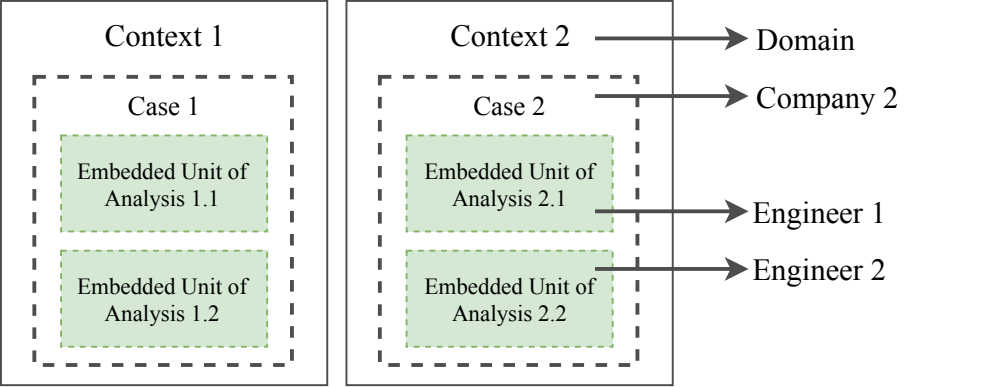 Context 1
Case 1
Embedded Unit of
Analysis 1.1
Embedded Unit of
Analysis 1.2
Context 2
Case 2
Embedded Unit of
Analysis 2.1
Embedded Unit of
Analysis 2.2
Domain
Company 2
Engineer 1
Engineer 2